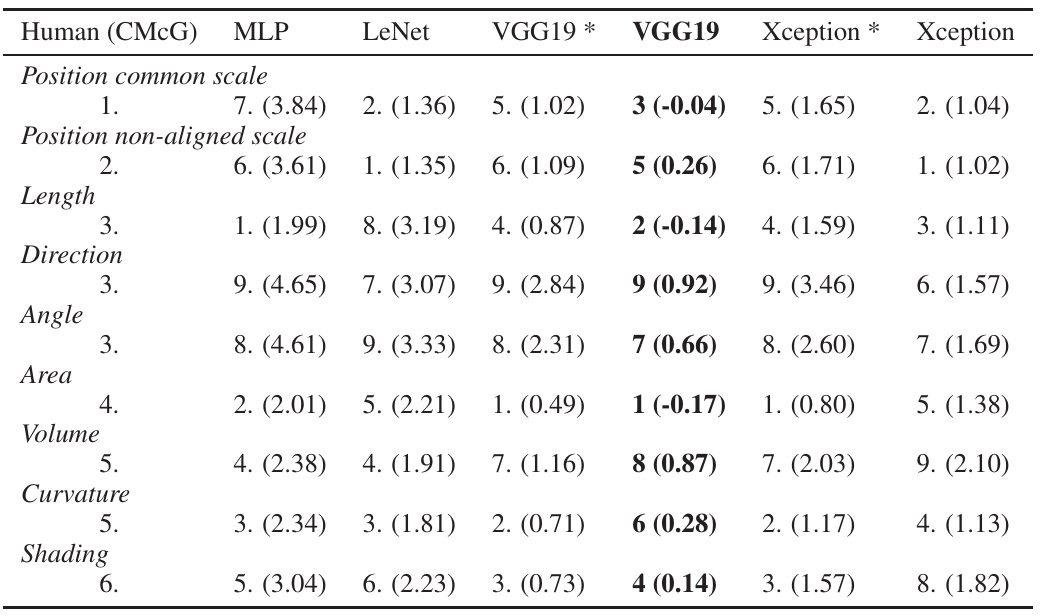 Human (CMcG) MLP LeNet VGG19 * VGG19 Xception * Xception
Position common scale
1. 7. (3.84) 2. (1.36) 5. (1.02) 3 (-0.04) 5. (1.65) 2. (1.04)
Position non-aligned scale
2. 6. (3.61) 1. (1.35) 6. (1.09) 5 (0.26) 6. (1.71) 1. (1.02)
Length
3. 1. (1.99) 8. (3.19) 4. (0.87) 2 (-0.14) 4. (1.59) 3. (1.11)
Direction
3. 9. (4.65) 7. (3.07) 9. (2.84) 9 (0.92) 9. (3.46) 6. (1.57)
Angle
3. 8. (4.61) 9. (3.33) 8. (2.31) 7 (0.66) 8. (2.60) 7. (1.69)
Area
4. 2. (2.01) 5. (2.21) 1. (0.49) 1 (-0.17) 1. (0.80) 5. (1.38)
Volume
5. 4. (2.38) 4. (1.91) 7. (1.16) 8 (0.87) 7. (2.03) 9. (2.10)
Curvature
5. 3. (2.34) 3. (1.81) 2. (0.71) 6 (0.28) 2. (1.17) 4. (1.13)
Shading
6. 5. (3.04) 6. (2.23) 3. (0.73) 4 (0.14) 3. (1.57) 8. (1.82)